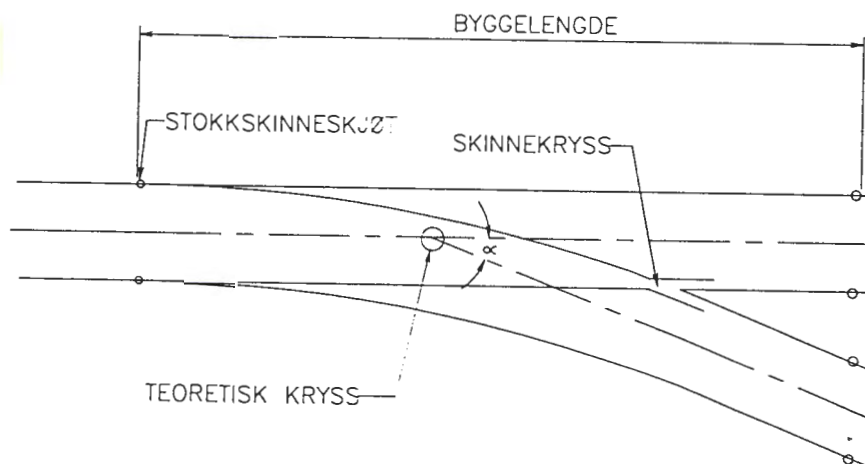 BYGGELENGDE
STOKKSKINNESKJØT
SKINNEKRYSS
α
TEORETISK KRYSS